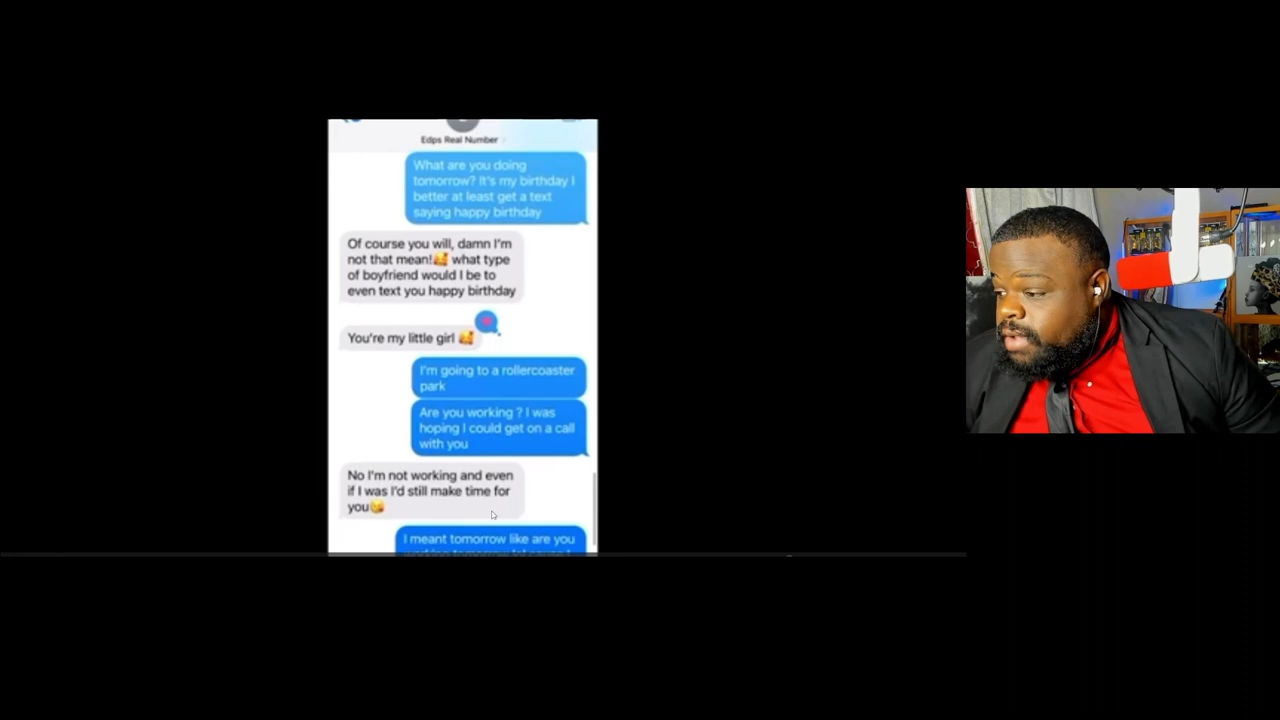 Edps Real Number
What are you doing
tomorrow? It's my birthday I
better at least get a text
saying happy birthday
Of course you will, damn I'm
not that mean!🥰 what type
of boyfriend would I be to
even text you happy birthday
You're my little girl 🥰
I'm going to a rollercoaster
park
Are you working ? I was
hoping I could get on a call
with you
No I'm not working and even
if I was I'd still make time for
you😘
I meant tomorrow like are you